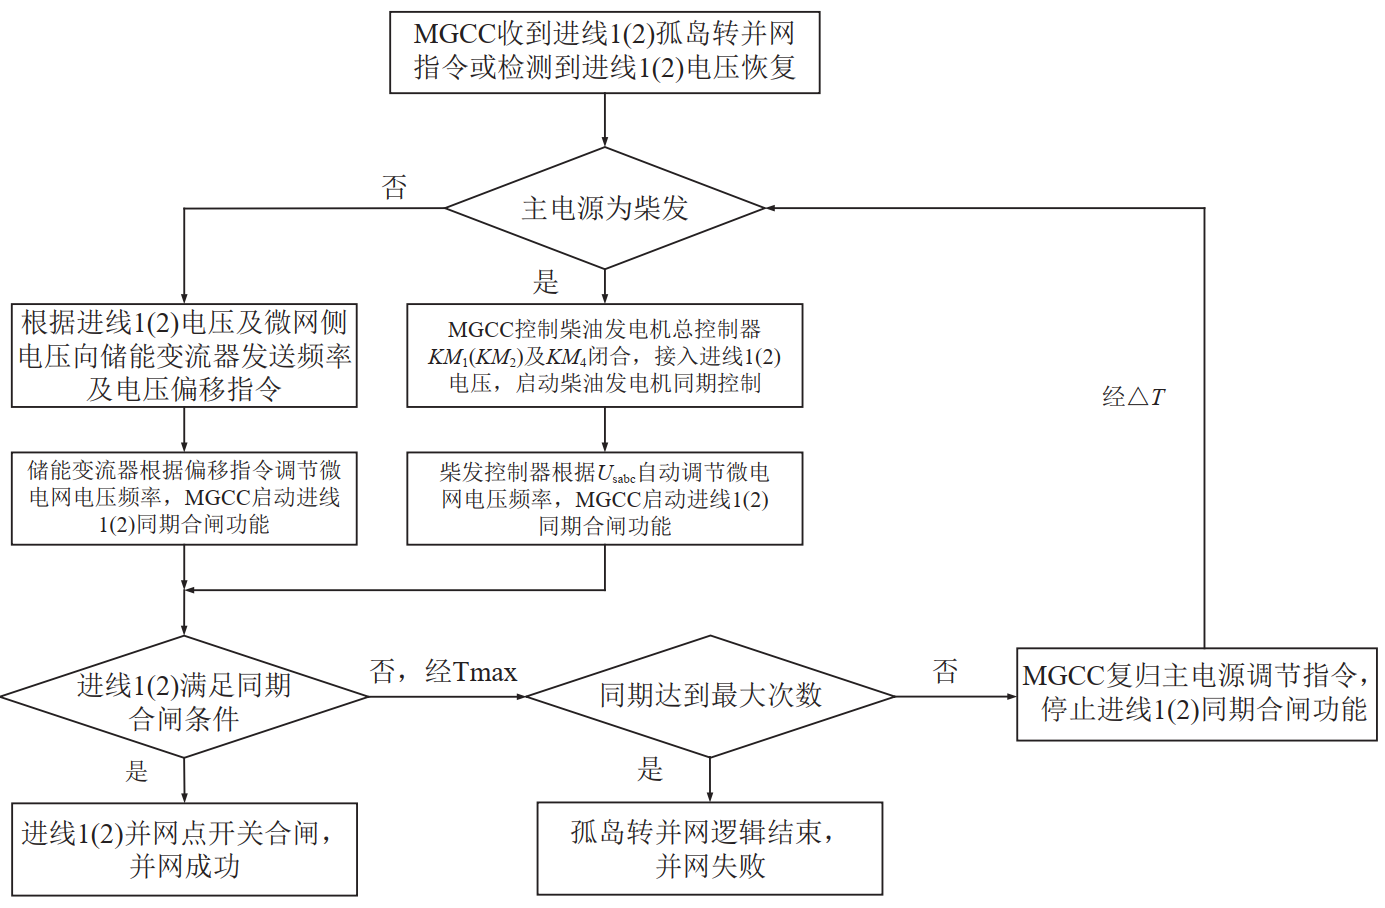 MGCC收到进线1(2)孤岛转并网
指令或检测到进线1(2)电压恢复
否
主电源为柴发
是
根据进线1(2)电压及微网侧
电压向储能变流器发送频率
及电压偏移指令
MGCC控制柴油发电机总控制器
KM1(KM2)及KM4闭合，接入进线1(2)
电压，启动柴油发电机同期控制
经△T
储能变流器根据偏移指令调节微
电网电压频率，MGCC启动进线
1(2)同期合闸功能
柴发控制器根据Usabc自动调节微电
网电压频率，MGCC启动进线1(2)
同期合闸功能
进线1(2)满足同期
合闸条件
否，经Tmax
同期达到最大次数
否
MGCC复归主电源调节指令，
停止进线1(2)同期合闸功能
是
是
进线1(2)并网点开关合闸，
并网成功
孤岛转并网逻辑结束，
并网失败